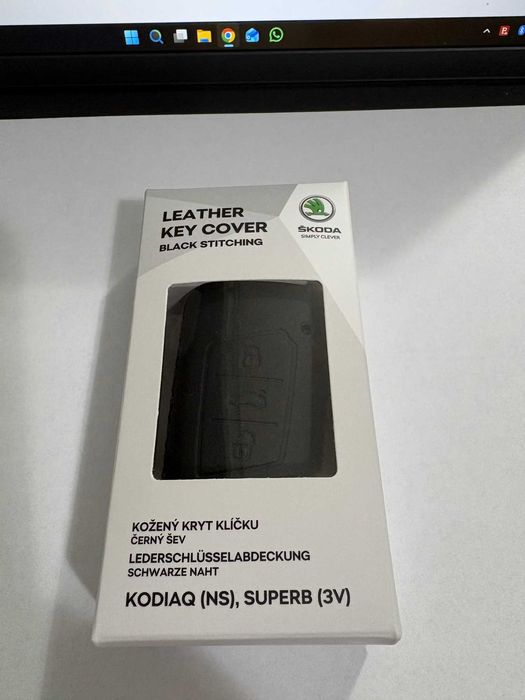 LEATHER
KEY COVER
BLACK STITCHING
ŠKODA
SIMPLY CLEVER
KOŽENÝ KRYT KLÍČKU
ČERNÝ ŠEV
LEDERSCHLÜSSELABDECKUNG
SCHWARZE NAHT
KODIAQ (NS), SUPERB (3V)